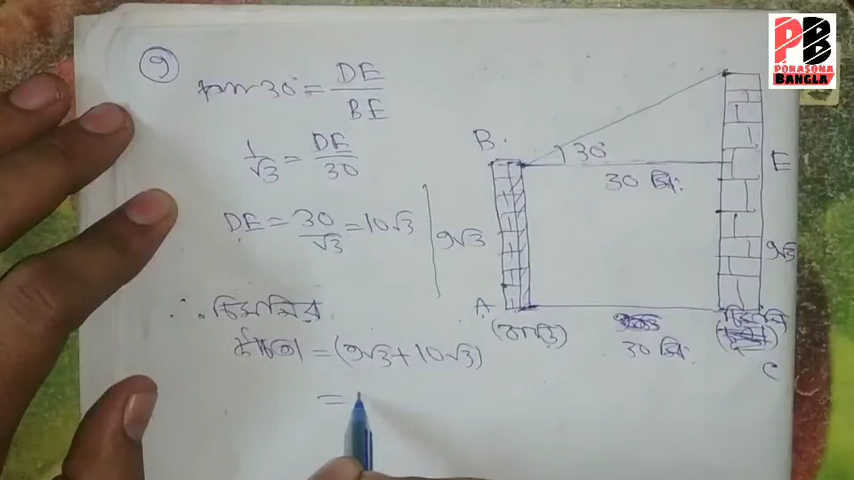 PB
PONASONA
BANGLA
9
tan 30° = DE/BE
1/√3 = DE/30
DE = 30/√3 = 10√3
∴ চিমনির
উচ্চতা = (9√3 + 10√3)
=
B
30°
E
30 মি:
9√3
9√3
A
(বাড়ি)
30 মি:
চিমনি
C